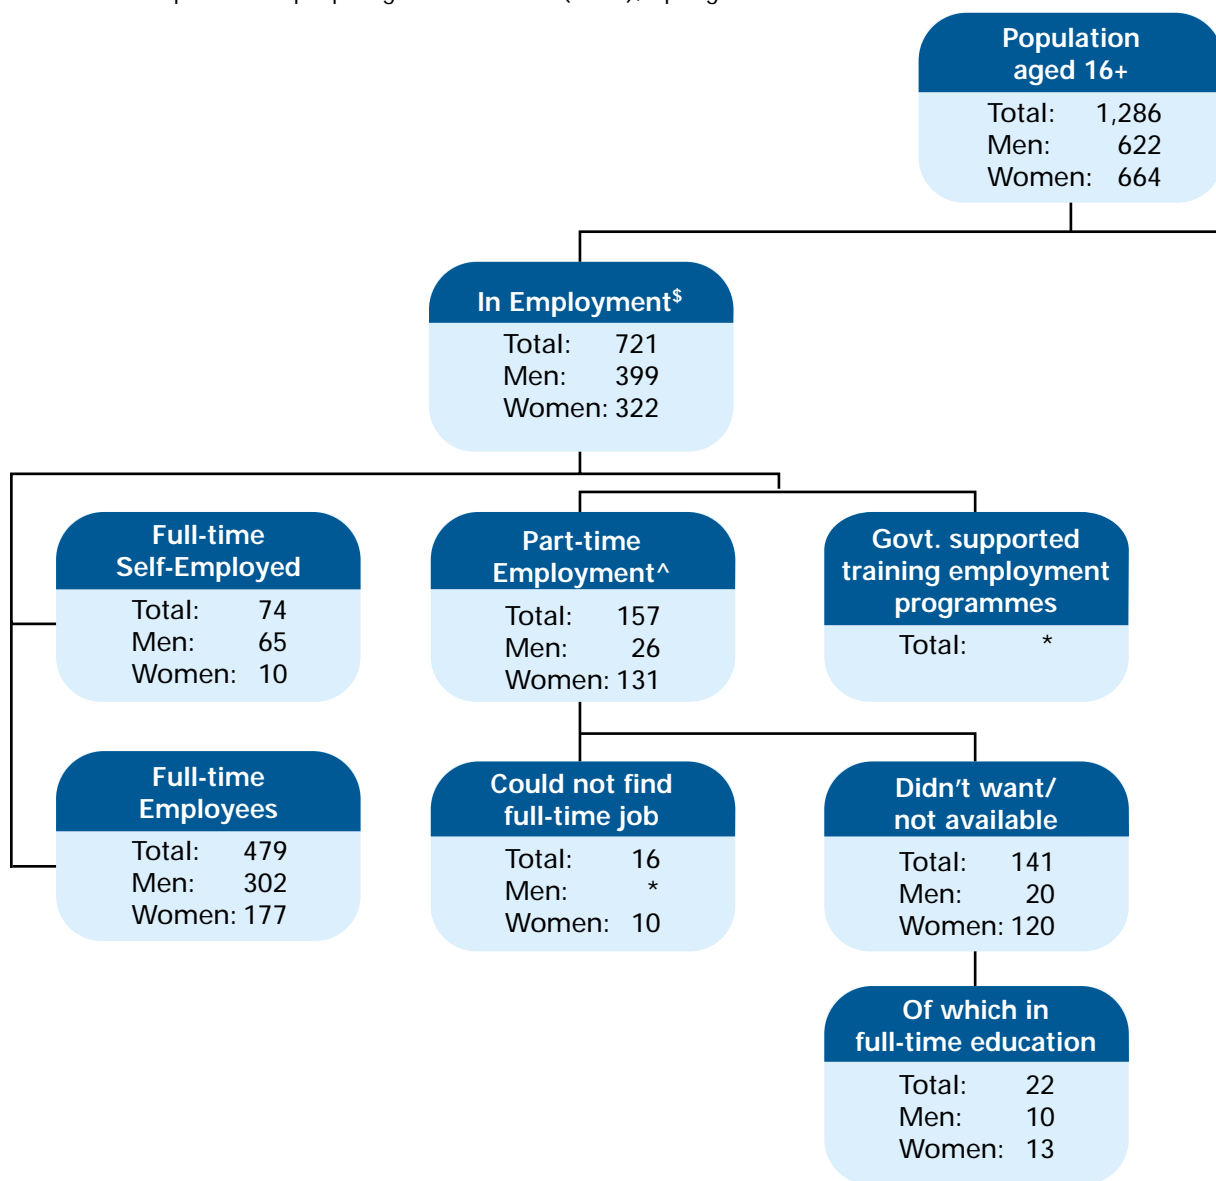 Population
aged 16+
Total: 1,286
Men: 622
Women: 664
In Employment$
Total: 721
Men: 399
Women: 322
Full-time
Self-Employed
Total: 74
Men: 65
Women: 10
Part-time
Employment^
Total: 157
Men: 26
Women: 131
Govt. supported
training employment
programmes
Total: *
Full-time
Employees
Total: 479
Men: 302
Women: 177
Could not find
full-time job
Total: 16
Men: *
Women: 10
Didn't want/
not available
Total: 141
Men: 20
Women: 120
Of which in
full-time education
Total: 22
Men: 10
Women: 13